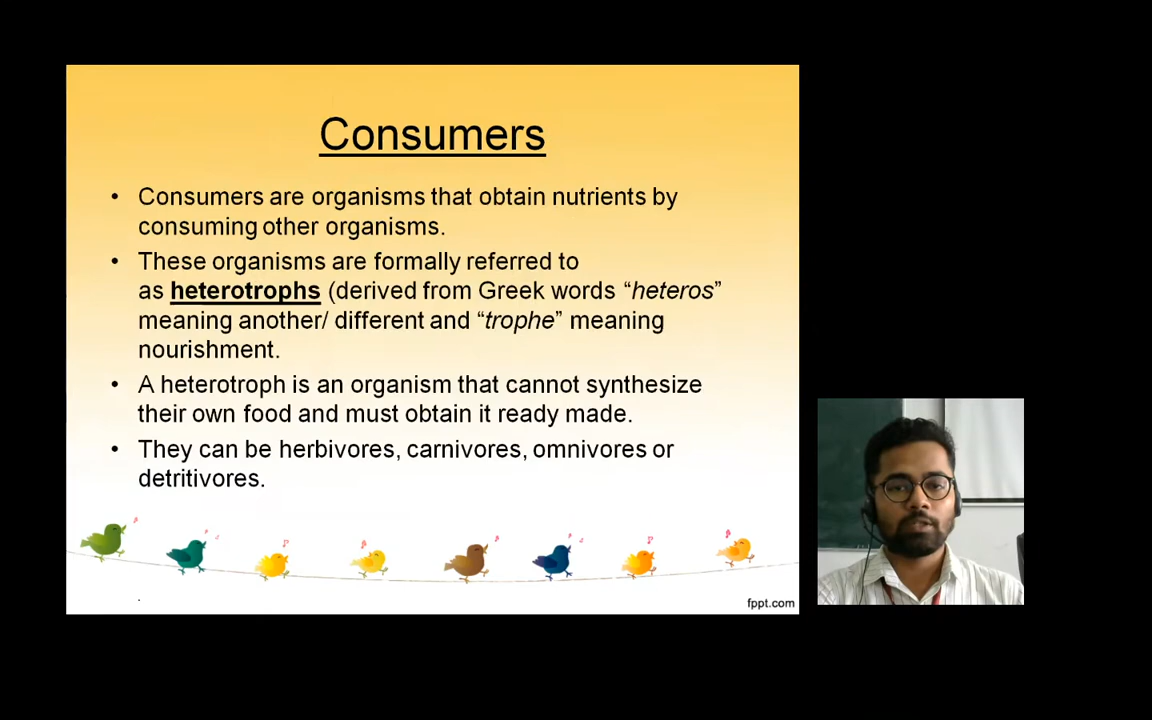 Consumers
• Consumers are organisms that obtain nutrients by
consuming other organisms.
• These organisms are formally referred to
as heterotrophs (derived from Greek words “heteros”
meaning another/ different and “trophe” meaning
nourishment.
• A heterotroph is an organism that cannot synthesize
their own food and must obtain it ready made.
• They can be herbivores, carnivores, omnivores or
detritivores.
.
fppt.com